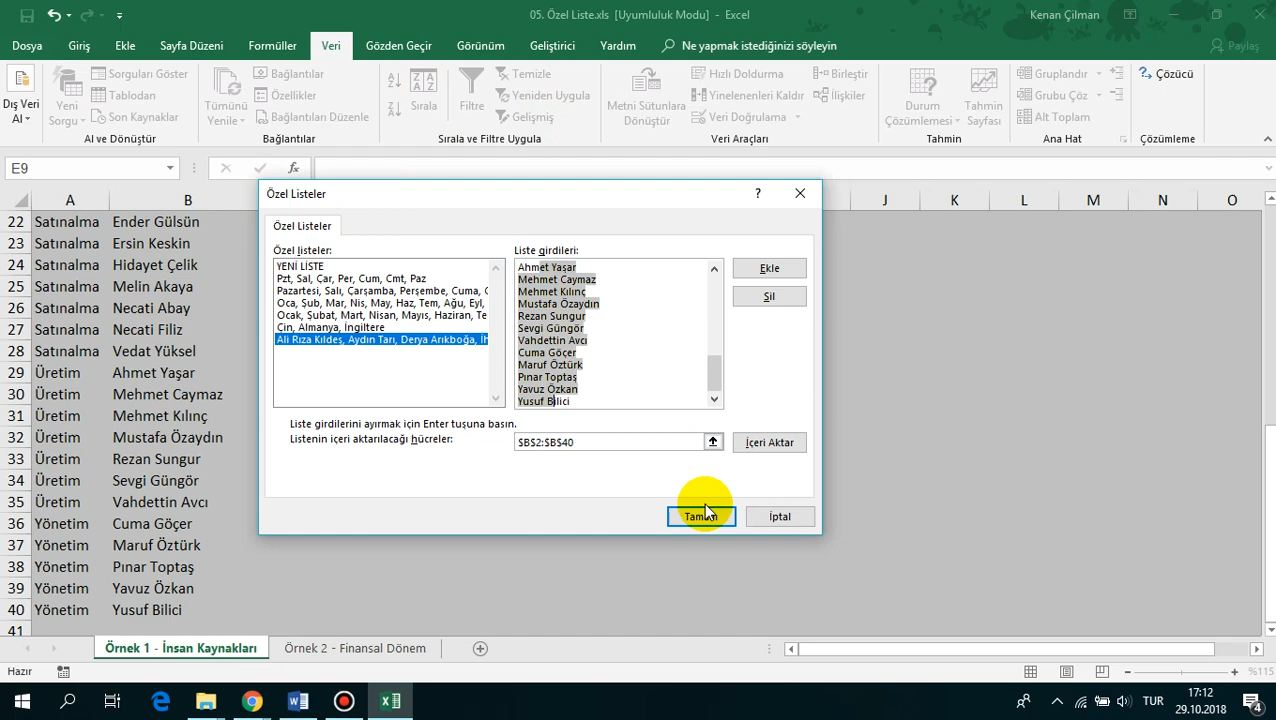 05. Özel Liste.xls [Uyumluluk Modu] - Excel
Kenan Çilman
Dosya Giriş Ekle Sayfa Düzeni Formüller Veri Gözden Geçir Görünüm Geliştirici Yardım Ne yapmak istediğinizi söyleyin Paylaş
Dış Veri Al
Yeni Sorgu
Sorguları Göster
Tablodan
Son Kaynaklar
Al ve Dönüştür
Tümünü Yenile
Bağlantılar
Özellikler
Bağlantıları Düzenle
Bağlantılar
Sırala
Filtre
Temizle
Yeniden Uygula
Gelişmiş
Sırala ve Filtre Uygula
Metni Sütunlara Dönüştür
Hızlı Doldurma
Yinelenenleri Kaldır
Veri Doğrulama
Birleştir
İlişkiler
Veri Araçları
Durum Çözümlemesi
Tahmin Sayfası
Tahmin
Gruplandır
Grubu Çöz
Alt Toplam
Ana Hat
Çözücü
Çözümleme
E9
fx
A B J K L M N O
22 Satınalma Ender Gülsün
23 Satınalma Ersin Keskin
24 Satınalma Hidayet Çelik
25 Satınalma Melin Akaya
26 Satınalma Necati Abay
27 Satınalma Necati Filiz
28 Satınalma Vedat Yüksel
29 Üretim Ahmet Yaşar
30 Üretim Mehmet Caymaz
31 Üretim Mehmet Kılınç
32 Üretim Mustafa Özaydın
33 Üretim Rezan Sungur
34 Üretim Sevgi Güngör
35 Üretim Vahdettin Avcı
36 Yönetim Cuma Göçer
37 Yönetim Maruf Öztürk
38 Yönetim Pınar Toptaş
39 Yönetim Yavuz Özkan
40 Yönetim Yusuf Bilici
41
Özel Listeler
?
Özel Listeler
Özel listeler:
YENİ LİSTE
Pzt, Sal, Çar, Per, Cum, Cmt, Paz
Pazartesi, Salı, Çarşamba, Perşembe, Cuma, C
Oca, Şub, Mar, Nis, May, Haz, Tem, Ağu, Eyl,
Ocak, Şubat, Mart, Nisan, Mayıs, Haziran, Te
Çin, Almanya, İngiltere
Ali Rıza Kıldeş, Aydın Tarı, Derya Arıkboğa, İh
Liste girdileri:
Ahmet Yaşar
Mehmet Caymaz
Mehmet Kılınç
Mustafa Özaydın
Rezan Sungur
Sevgi Güngör
Vahdettin Avcı
Cuma Göçer
Maruf Öztürk
Pınar Toptaş
Yavuz Özkan
Yusuf Bilici
Ekle
Sil
Liste girdilerini ayırmak için Enter tuşuna basın.
Listenin içeri aktarılacağı hücreler:
$B$2:$B$40
İçeri Aktar
Tamam
İptal
Örnek 1 - İnsan Kaynakları
Örnek 2 - Finansal Dönem
Hazır
%115
TUR
17:12
29.10.2018
4